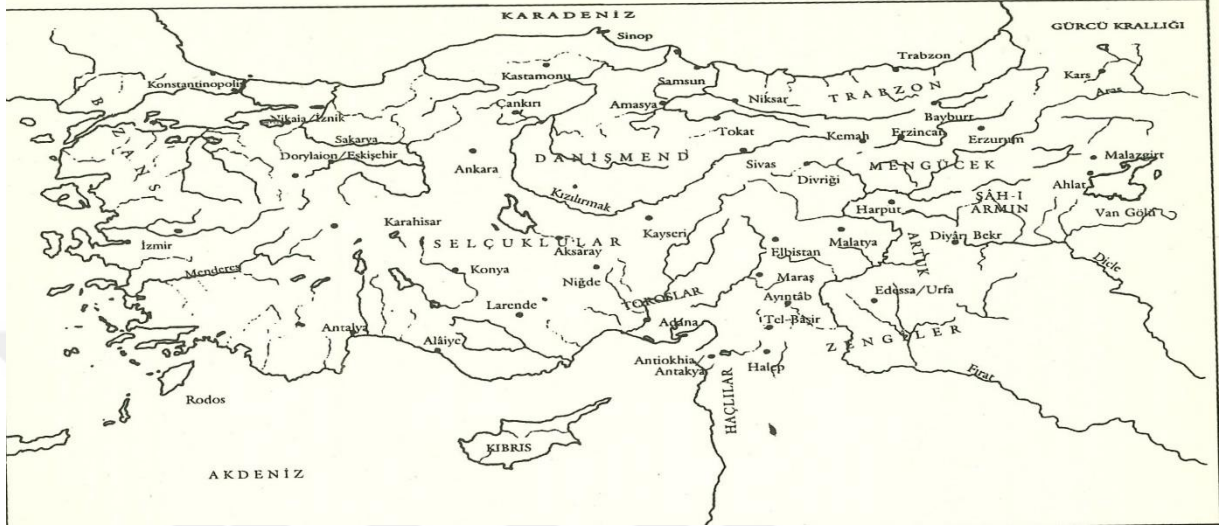 KARADENİZ
Sinop
GÜRCÜ KRALLIĞI
Trabzon
Konstantinopolis
Kastamonu
Samsun
Kars
Çankırı
Amasya
Niksar
TRABZON
Aras
Nikaia/İznik
Bayburt
Sakarya
Tokat
Kemah
Erzincan
Erzurum
BİZANS
Dorylaion/Eskişehir
Ankara
DANİŞMEND
Sivas
MENGÜCEK
Malazgirt
Divriği
Kızılırmak
Ahlat
ŞÂH-I
ARMIN
Harput
Van Gölü
Karahisar
Kayseri
İzmir
SELÇUKLULAR
Aksaray
Elbistan
Malatya
ARTUK
Diyâr Bekr
Dicle
Menderes
Konya
Niğde
Maraş
Larende
TOROSLAR
Ayıntâb
Edessa/Urfa
Antalya
Adana
Tel-Bâşir
Alâiye
ZENGİLER
Antiokhia/
Antakya
Halep
Fırat
Rodos
HAÇLILAR
KIBRIS
AKDENİZ